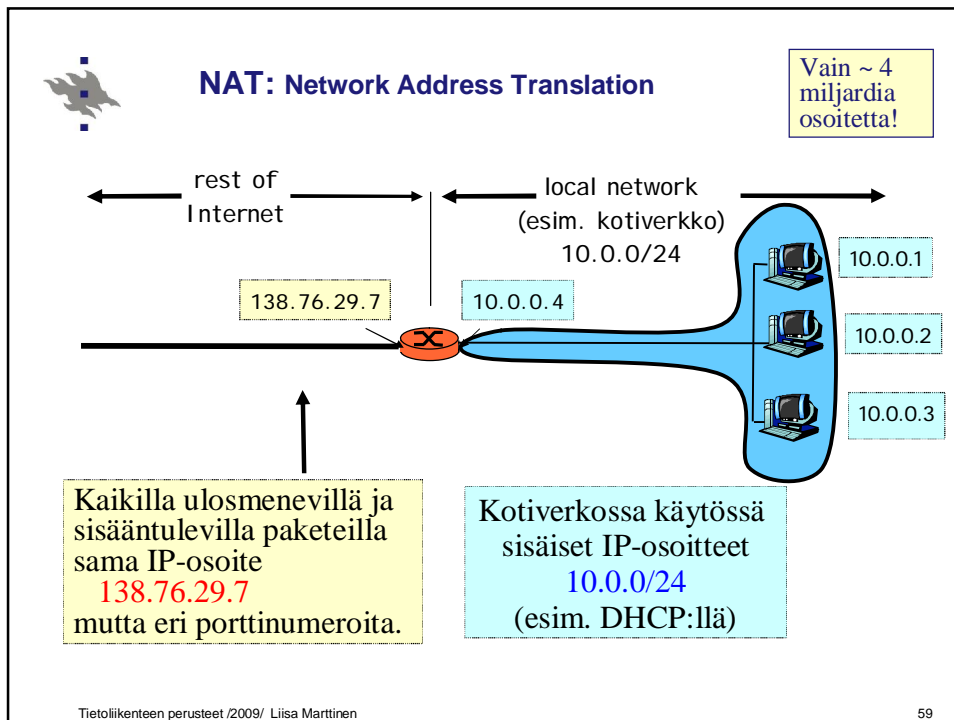 NAT: Network Address Translation
Vain ~ 4
miljardia
osoitetta!
rest of
Internet
local network
(esim. kotiverkko)
10.0.0/24
10.0.0.1
138.76.29.7
10.0.0.4
10.0.0.2
10.0.0.3
Kaikilla ulosmenevillä ja
sisääntulevilla paketeilla
sama IP-osoite
138.76.29.7
mutta eri porttinumeroita.
Kotiverkossa käytössä
sisäiset IP-osoitteet
10.0.0/24
(esim. DHCP:llä)
Tietoliikenteen perusteet /2009/ Liisa Marttinen
59